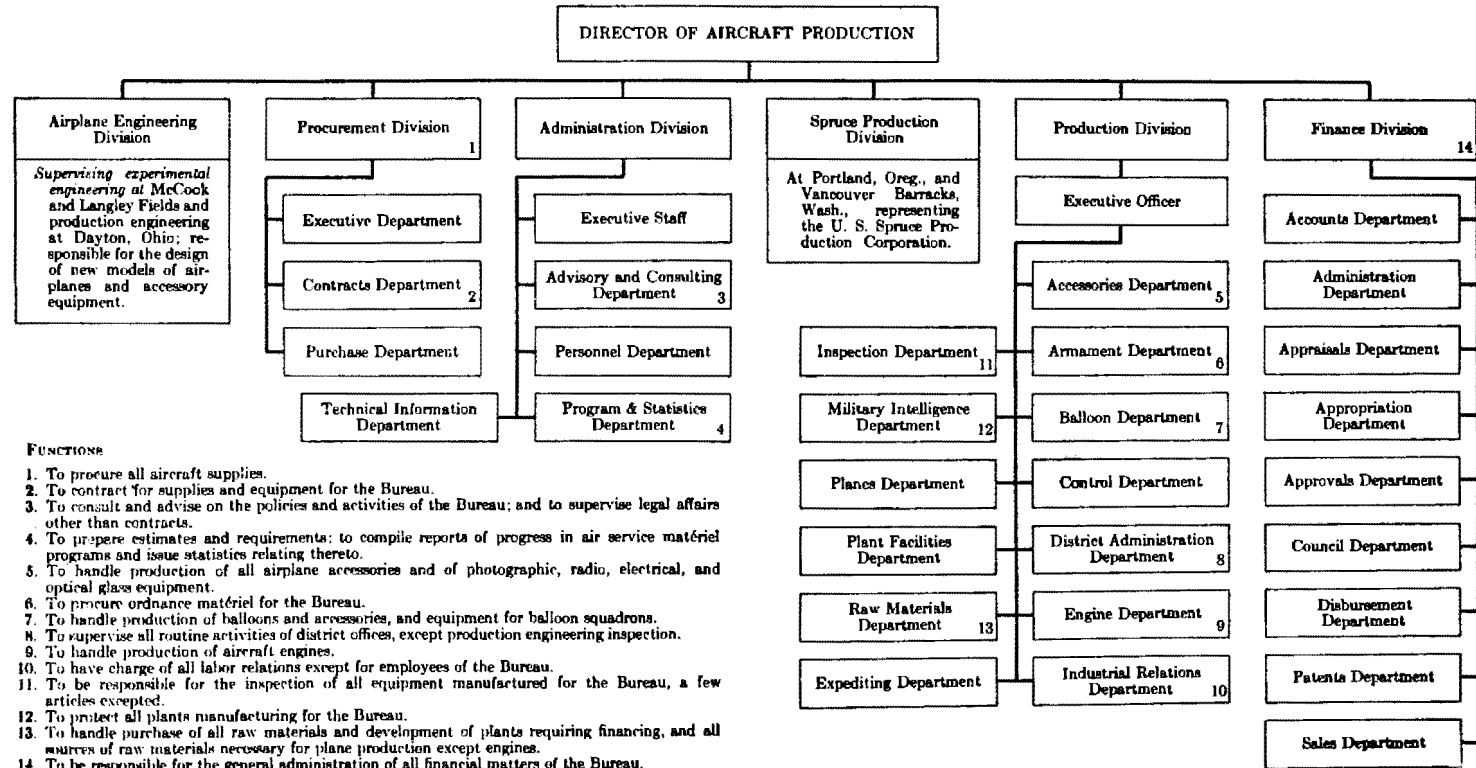 DIRECTOR OF AIRCRAFT PRODUCTION
Airplane Engineering
Division
Supervising experimental
engineering at McCook
and Langley Fields and
production engineering
at Dayton, Ohio; re-
sponsible for the design
of new models of air-
planes and accessory
equipment.
Procurement Division
1
Executive Department
Contracts Department
2
Purchase Department
Administration Division
Executive Staff
Advisory and Consulting
Department
3
Personnel Department
Technical Information
Department
Program & Statistics
Department
4
Spruce Production
Division
At Portland, Oreg., and
Vancouver Barracks,
Wash., representing
the U. S. Spruce Pro-
duction Corporation.
Production Division
Executive Officer
Accessories Department
5
Inspection Department
11
Armament Department
6
Military Intelligence
Department
12
Balloon Department
7
Planes Department
Control Department
Plant Facilities
Department
District Administration
Department
8
Raw Materials
Department
13
Engine Department
9
Expediting Department
Industrial Relations
Department
10
Finance Division
14
Accounts Department
Administration
Department
Appraisals Department
Appropriation
Department
Approvals Department
Council Department
Disbursement
Department
Patents Department
Sales Department
FUNCTIONS
1. To procure all aircraft supplies.
2. To contract for supplies and equipment for the Bureau.
3. To consult and advise on the policies and activities of the Bureau; and to supervise legal affairs
other than contracts.
4. To prepare estimates and requirements; to compile reports of progress in air service matériel
programs and issue statistics relating thereto.
5. To handle production of all airplane accessories and of photographic, radio, electrical, and
optical glass equipment.
6. To procure ordnance matériel for the Bureau.
7. To handle production of balloons and accessories, and equipment for balloon squadrons.
8. To supervise all routine activities of district offices, except production engineering inspection.
9. To handle production of aircraft engines.
10. To have charge of all labor relations except for employees of the Bureau.
11. To be responsible for the inspection of all equipment manufactured for the Bureau, a few
articles excepted.
12. To protect all plants manufacturing for the Bureau.
13. To handle purchase of all raw materials and development of plants requiring financing, and all
sources of raw materials necessary for plane production except engines.
14. To be responsible for the general administration of all financial matters of the Bureau.